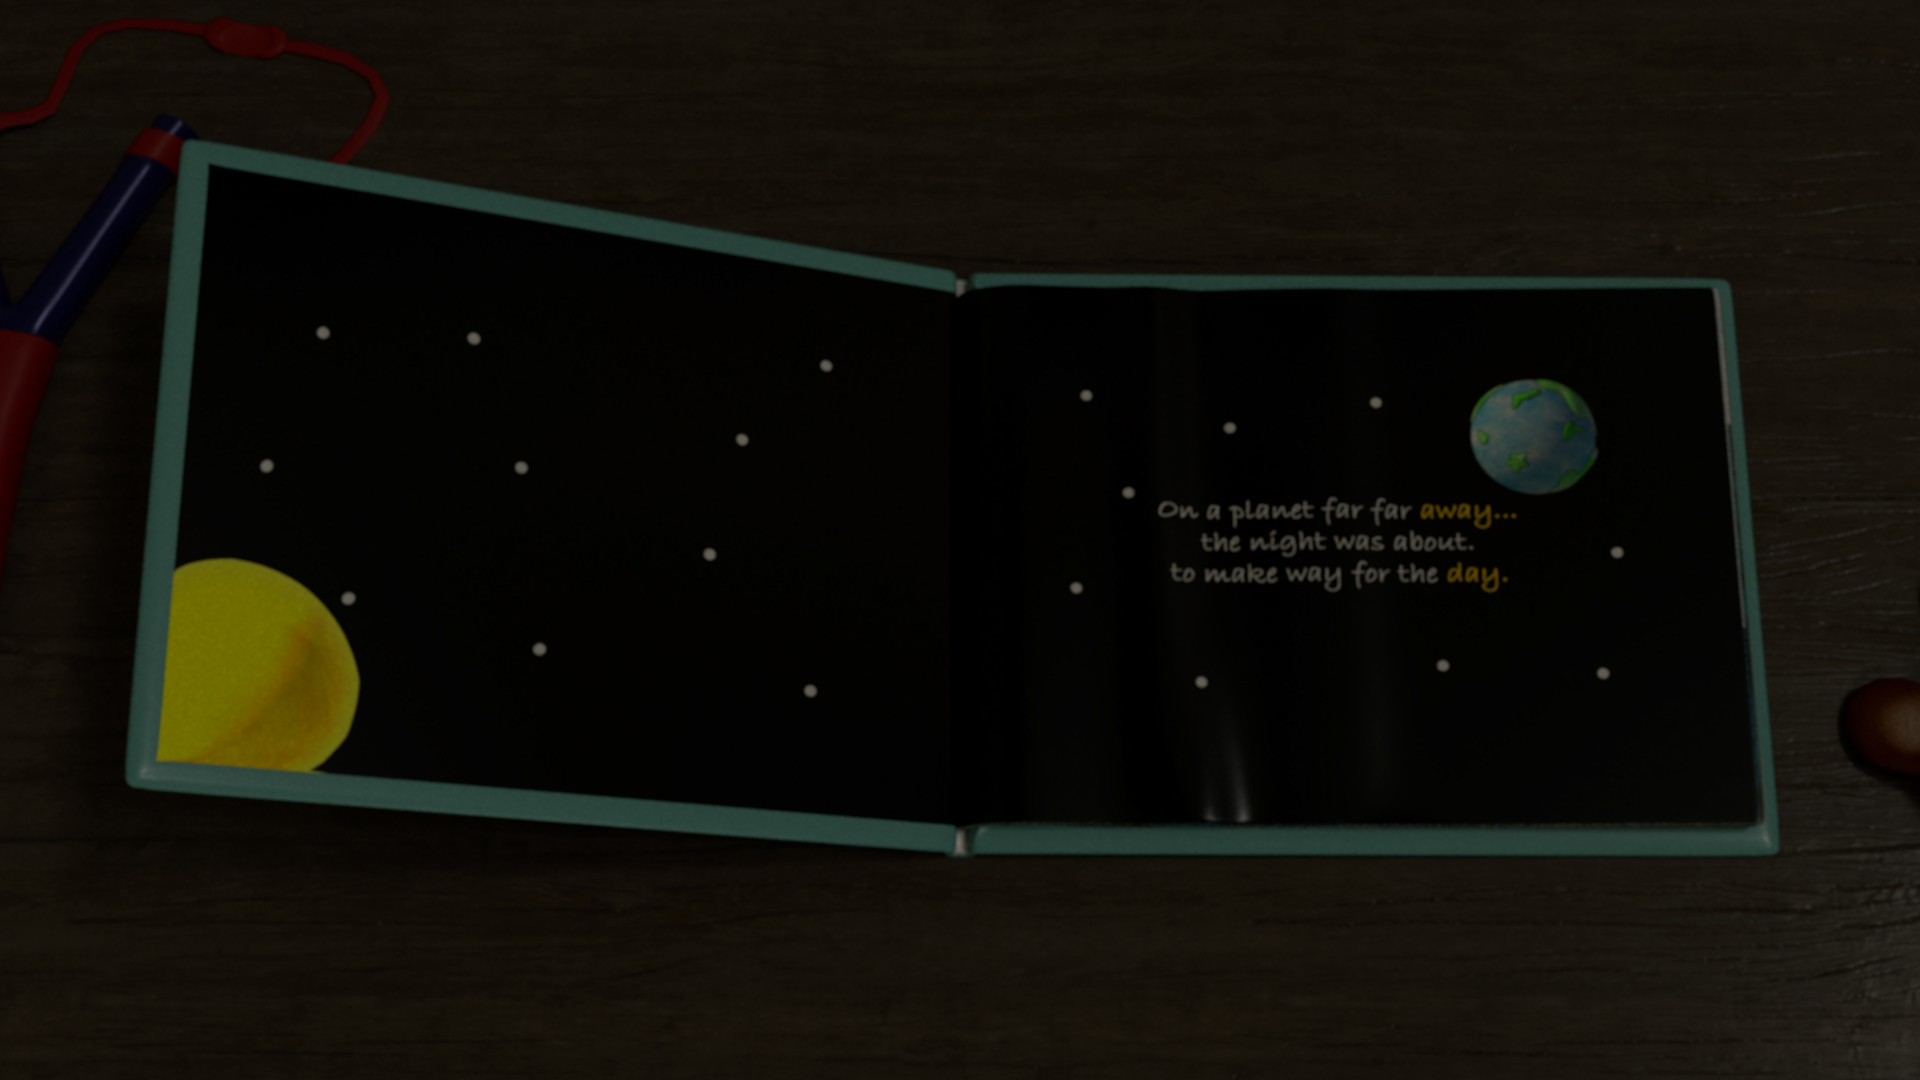 On a planet far far away...
the night was about.
to make way for the day.